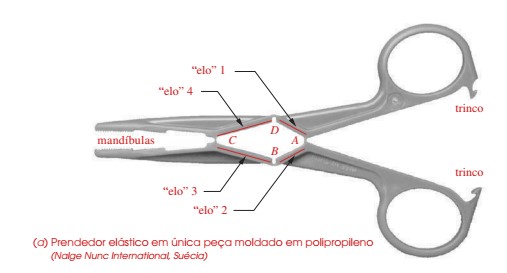 “elo” 1
“elo” 4
trinco
D
mandíbulas
C
A
B
trinco
“elo” 3
“elo” 2
(a) Prendedor elástico em única peça moldado em polipropileno
(Nalge Nunc International, Suécia)